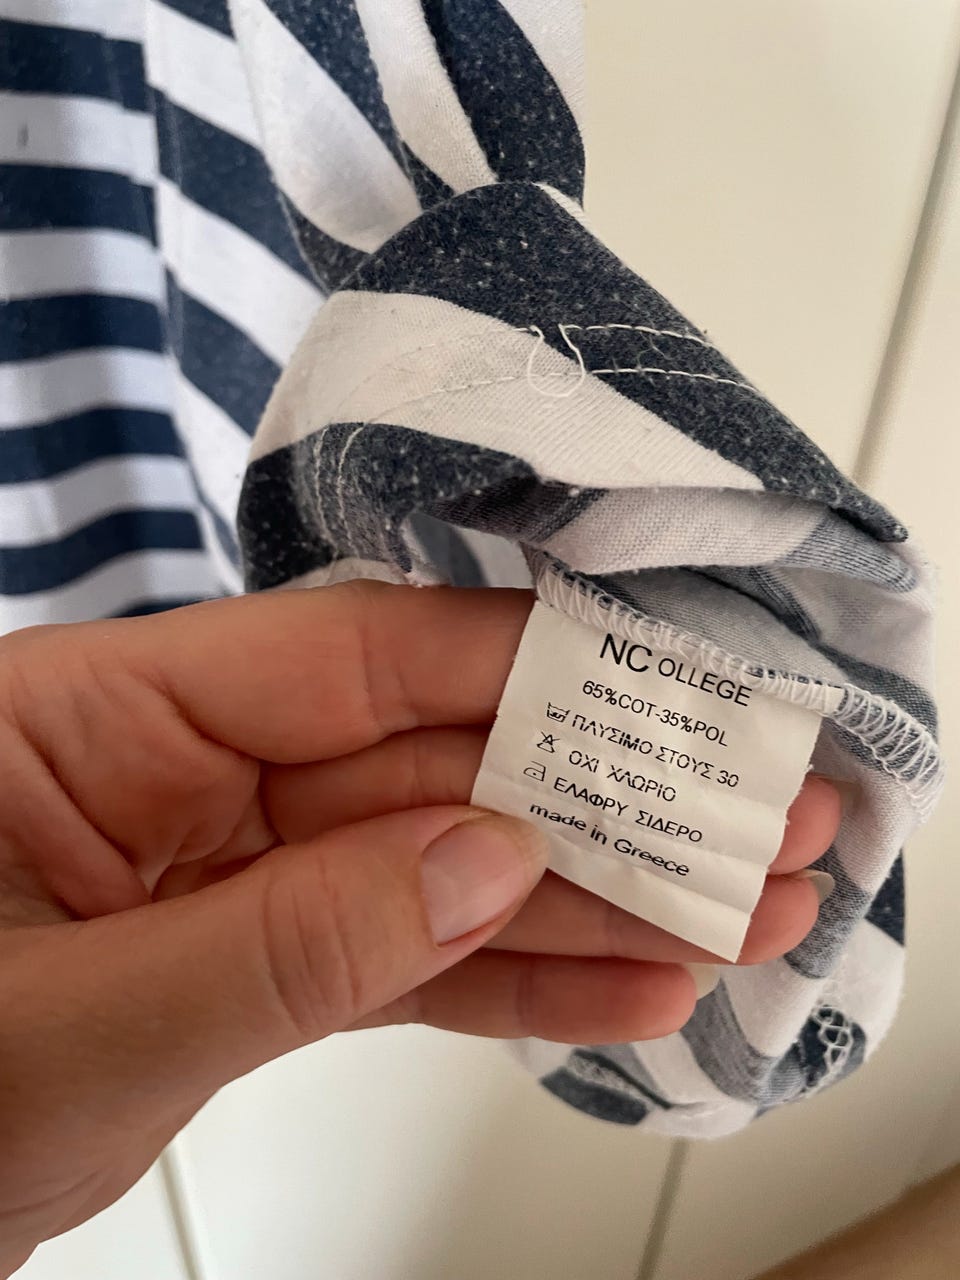 NC OLLEGE
65%COT-35%POL
ΠΛΥΣΙΜΟ ΣΤΟΥΣ 30
ΟΧΙ ΧΛΩΡΙΟ
ΕΛΑΦΡΥ ΣΙΔΕΡΟ
made in Greece